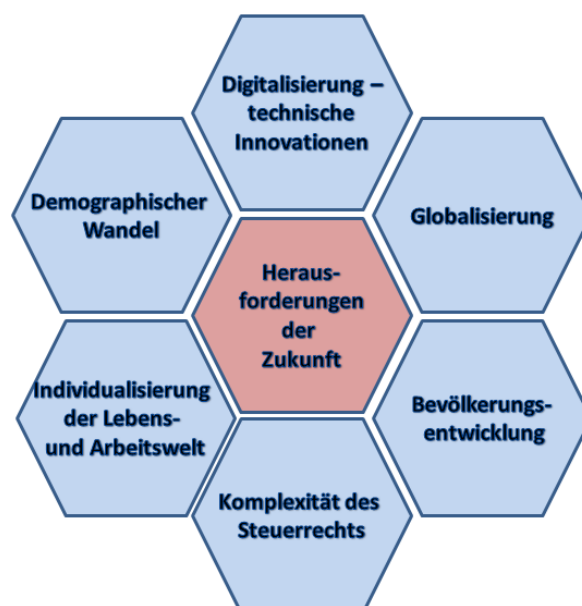 Digitalisierung –
technische
Innovationen
Demographischer
Wandel
Globalisierung
Heraus-
forderungen
der
Zukunft
Individualisierung
der Lebens-
und Arbeitswelt
Bevölkerungs-
entwicklung
Komplexität des
Steuerrechts